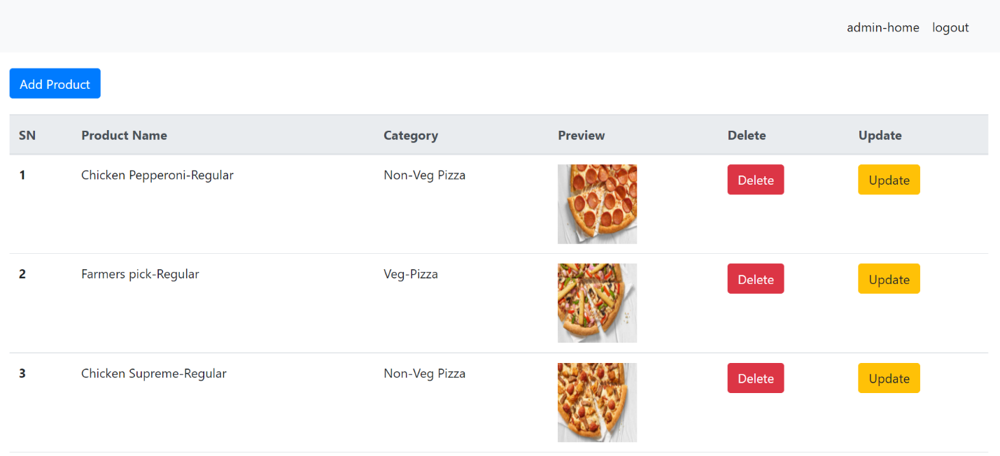 admin-home logout
Add Product
SN Product Name Category Preview Delete Update
1 Chicken Pepperoni-Regular Non-Veg Pizza Delete Update
2 Farmers pick-Regular Veg-Pizza Delete Update
3 Chicken Supreme-Regular Non-Veg Pizza Delete Update